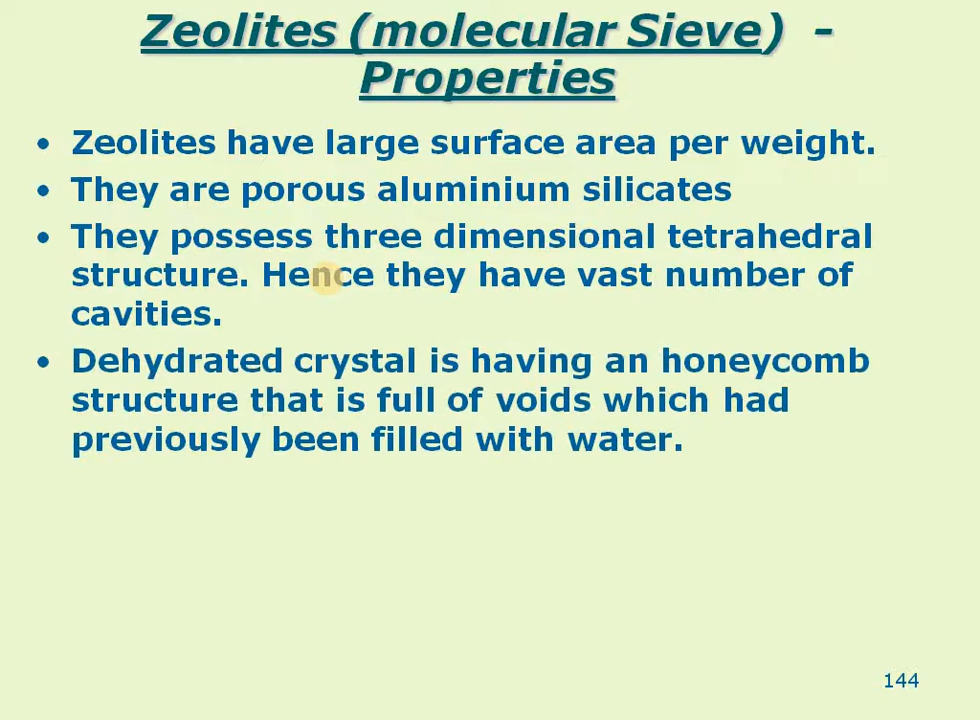 Zeolites (molecular Sieve) -
Properties
• Zeolites have large surface area per weight.
• They are porous aluminium silicates
• They possess three dimensional tetrahedral
structure. Hence they have vast number of
cavities.
• Dehydrated crystal is having an honeycomb
structure that is full of voids which had
previously been filled with water.
144